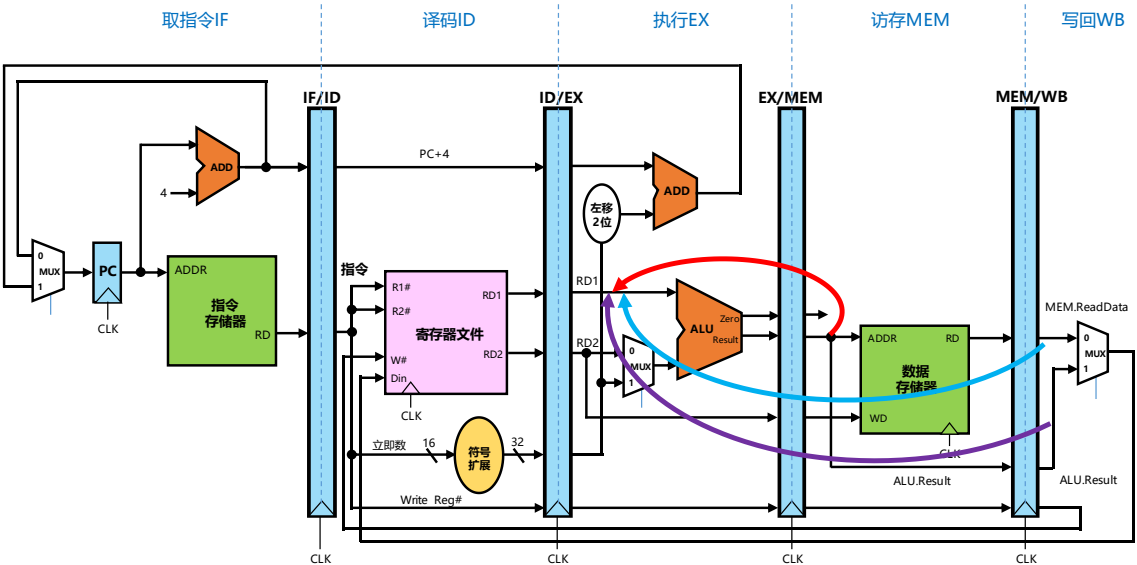 取指令IF
译码ID
执行EX
访存MEM
写回WB
IF/ID
ID/EX
EX/MEM
MEM/WB
ADD
4
PC+4
左移
2位
ADD
0
MUX
1
PC
CLK
ADDR
指令
存储器
RD
指令
R1#
R2#
W#
Din
寄存器文件
RD1
RD2
CLK
RD1
RD2
0
MUX
1
ALU
Zero
Result
ADDR
RD
数据
存储器
WD
CLK
MEM.ReadData
0
MUX
1
立即数
16
符号
扩展
32
Write Reg#
ALU.Result
ALU.Result
CLK
CLK
CLK
CLK